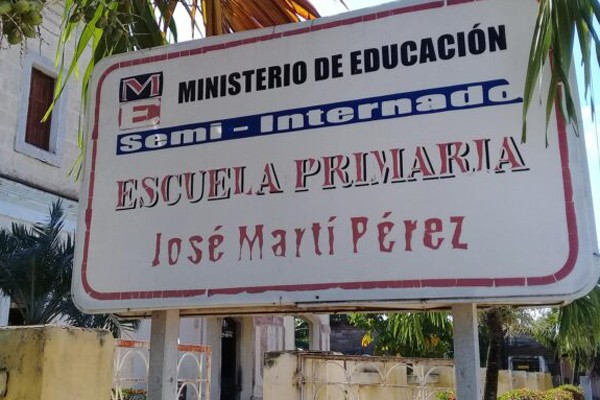 ME
MINISTERIO DE EDUCACIÓN
Semi - Internado
ESCUELA PRIMARIA
José Martí Pérez